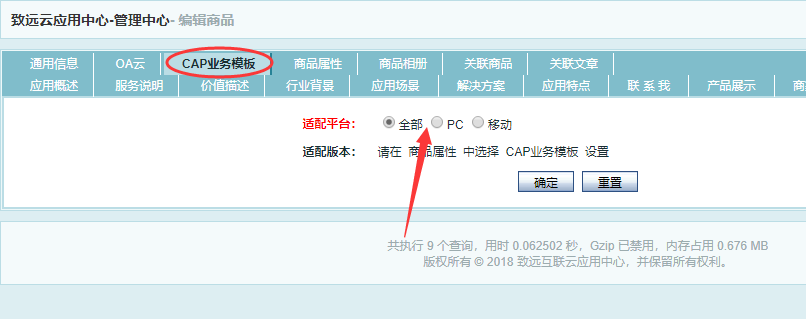 致远云应用中心-管理中心- 编辑商品
通用信息 OA云 CAP业务模板 商品属性 商品相册 关联商品 关联文章
应用概述 服务说明 价值描述 行业背景 应用场景 解决方案 应用特点 联 系 我 产品展示
适配平台： 全部 PC 移动
适配版本： 请在 商品属性 中选择 CAP业务模板 设置
确定 重置
共执行 9 个查询，用时 0.062502 秒，Gzip 已禁用，内存占用 0.676 MB
版权所有 © 2018 致远互联云应用中心，并保留所有权利。